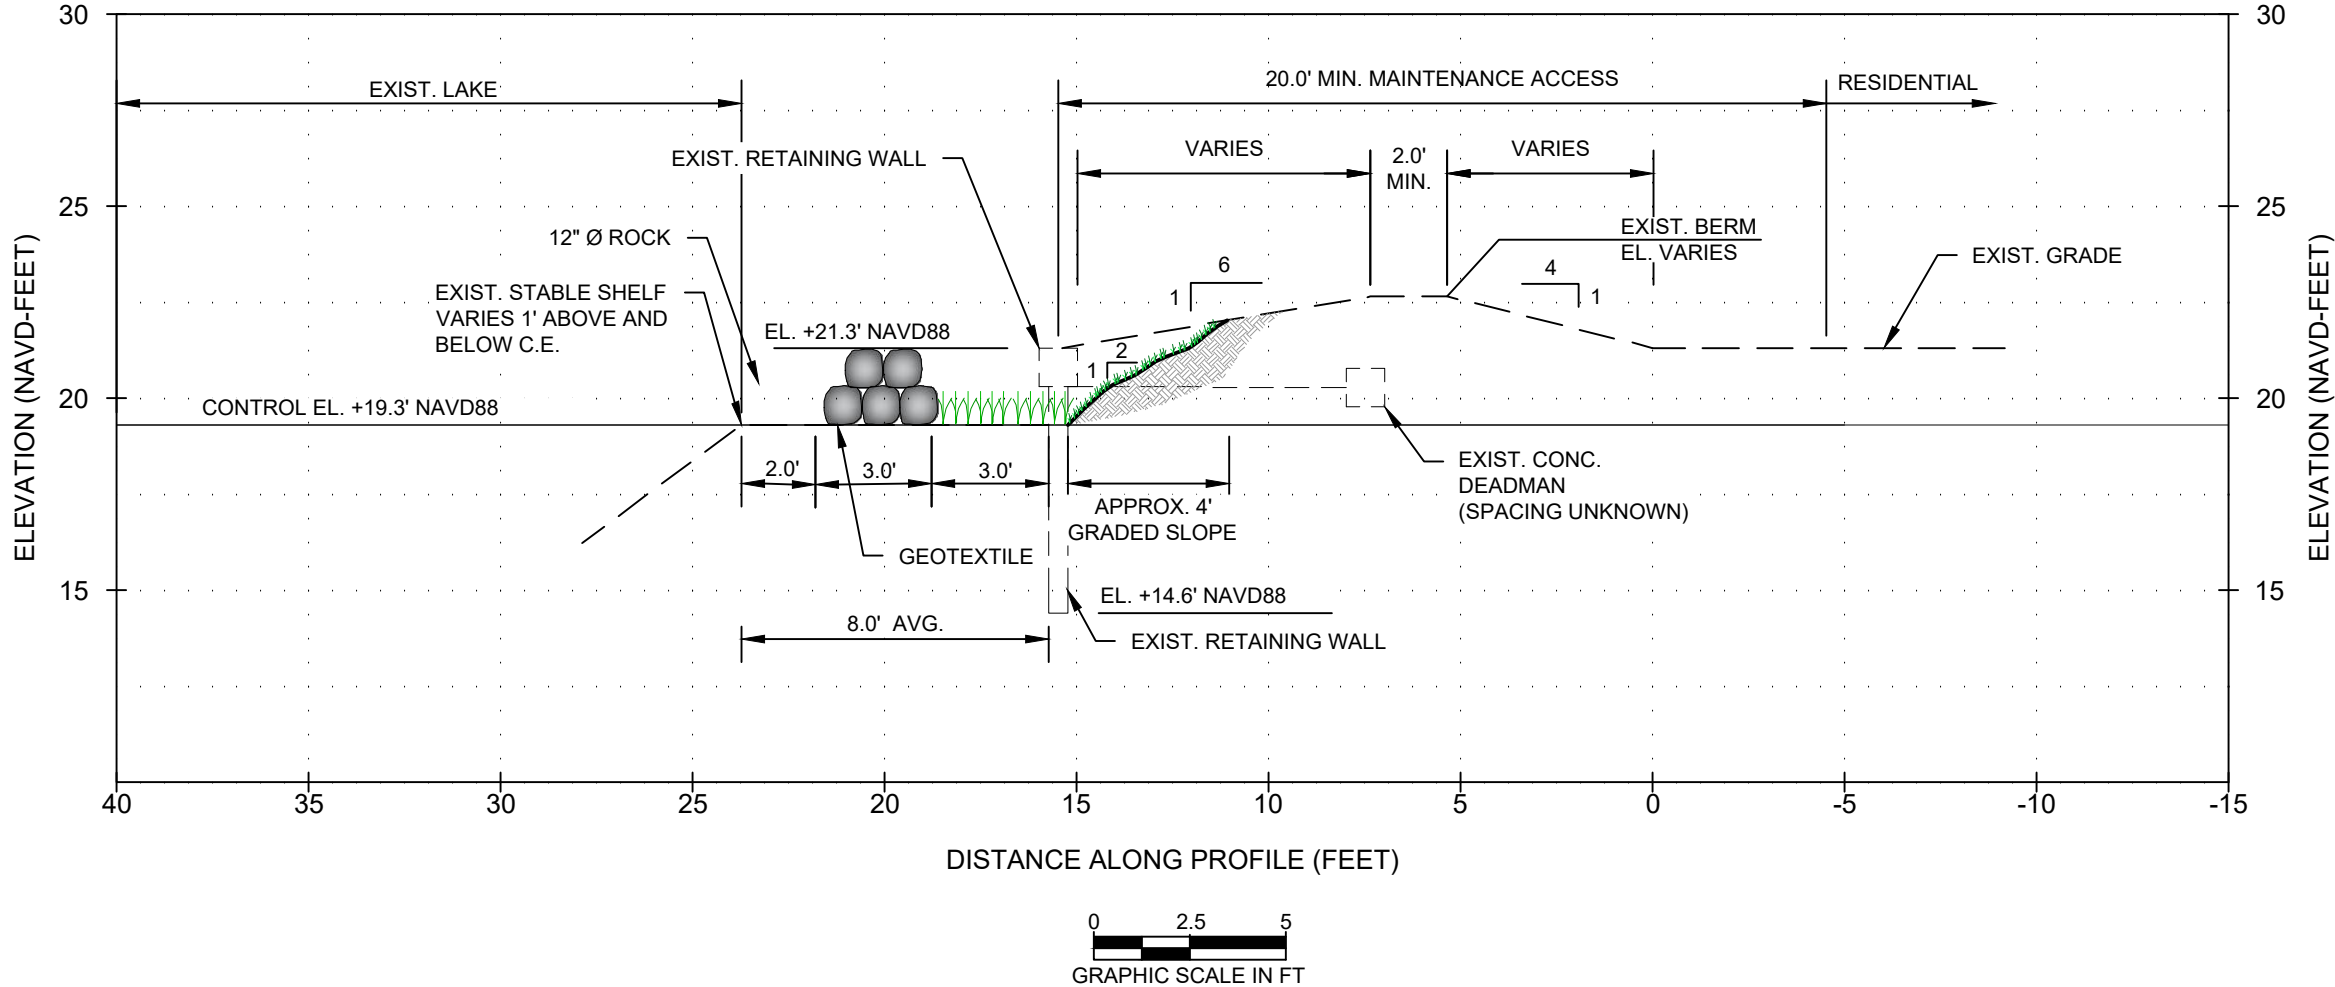 30
30
EXIST. LAKE
20.0' MIN. MAINTENANCE ACCESS
RESIDENTIAL
EXIST. RETAINING WALL
VARIES
2.0'
MIN.
VARIES
25
25
12" Ø ROCK
EXIST. BERM
EL. VARIES
EXIST. GRADE
6
1
4
1
EXIST. STABLE SHELF
VARIES 1' ABOVE AND
BELOW C.E.
EL. +21.3' NAVD88
2
1
20
20
CONTROL EL. +19.3' NAVD88
2.0'
3.0'
3.0'
EXIST. CONC.
DEADMAN
(SPACING UNKNOWN)
APPROX. 4'
GRADED SLOPE
GEOTEXTILE
15
15
EL. +14.6' NAVD88
8.0' AVG.
EXIST. RETAINING WALL
ELEVATION (NAVD-FEET)
ELEVATION (NAVD-FEET)
40 35 30 25 20 15 10 5 0 -5 -10 -15
DISTANCE ALONG PROFILE (FEET)
0 2.5 5
GRAPHIC SCALE IN FT